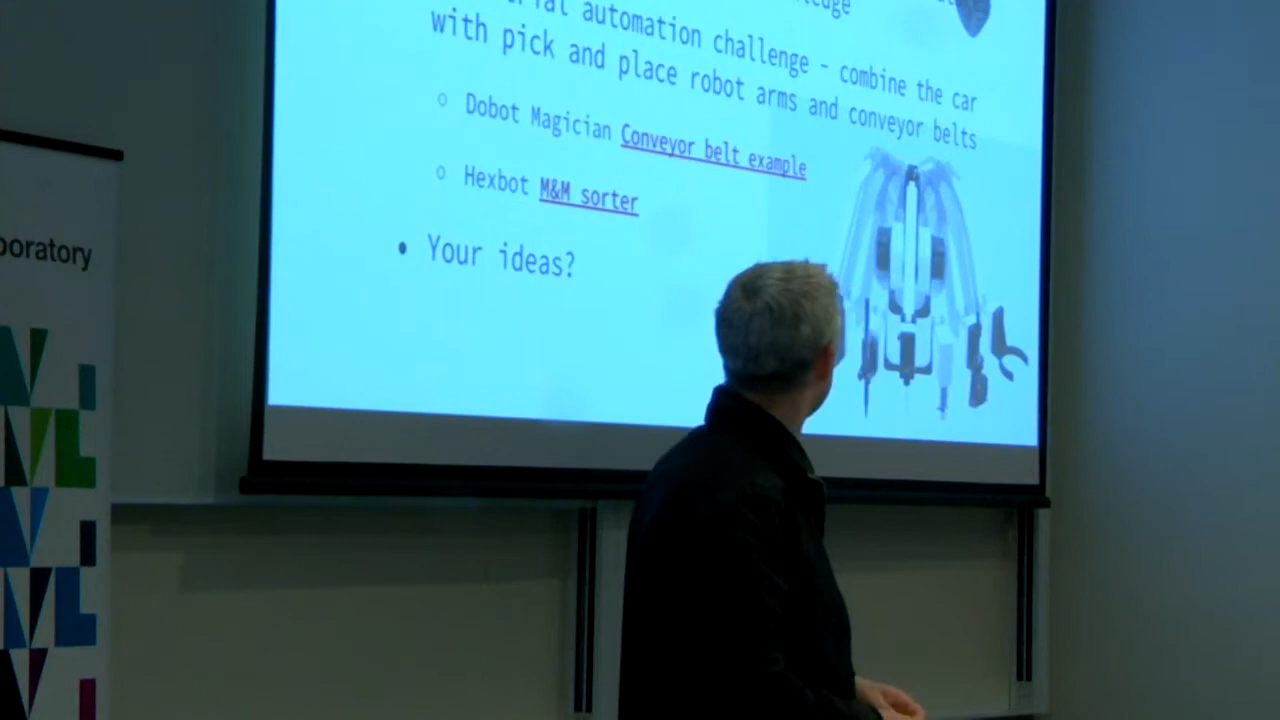 automation challenge – combine the car
with pick and place robot arms and conveyor belts
○ Dobot Magician Conveyor belt example
○ Hexbot M&M sorter
• Your ideas?